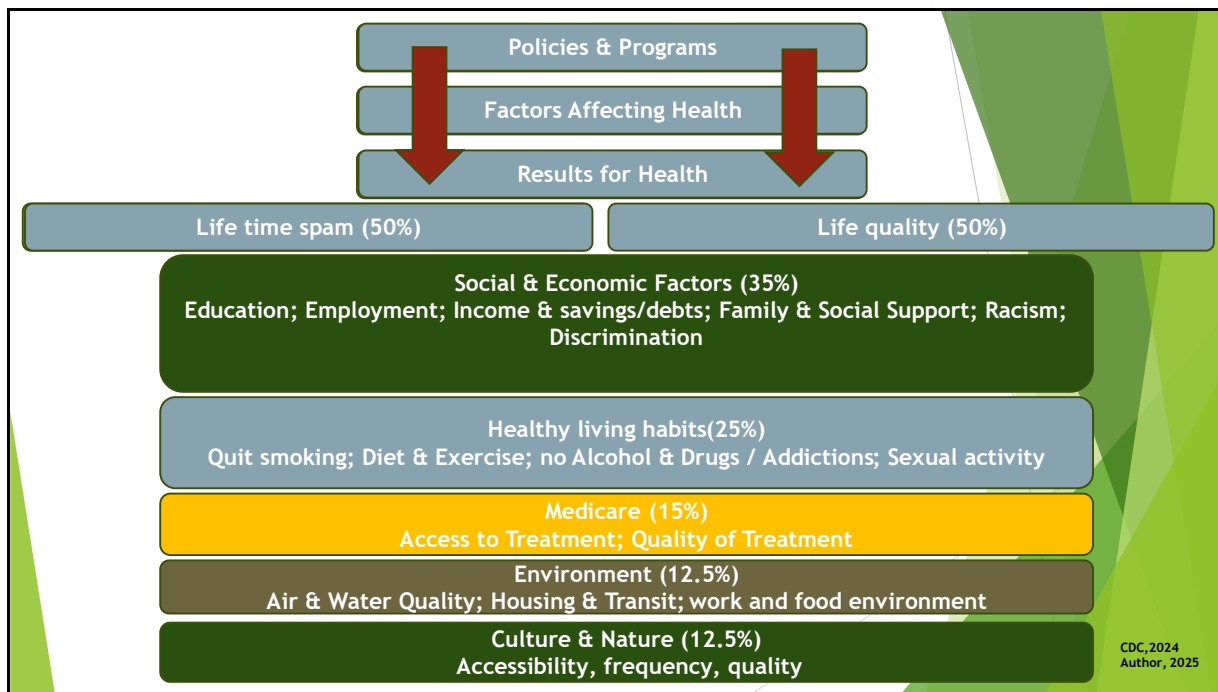 Policies & Programs
Factors Affecting Health
Results for Health
Life time spam (50%)
Life quality (50%)
Social & Economic Factors (35%)
Education; Employment; Income & savings/debts; Family & Social Support; Racism;
Discrimination
Healthy living habits(25%)
Quit smoking; Diet & Exercise; no Alcohol & Drugs / Addictions; Sexual activity
Medicare (15%)
Access to Treatment; Quality of Treatment
Environment (12.5%)
Air & Water Quality; Housing & Transit; work and food environment
Culture & Nature (12.5%)
Accessibility, frequency, quality
CDC,2024
Author, 2025